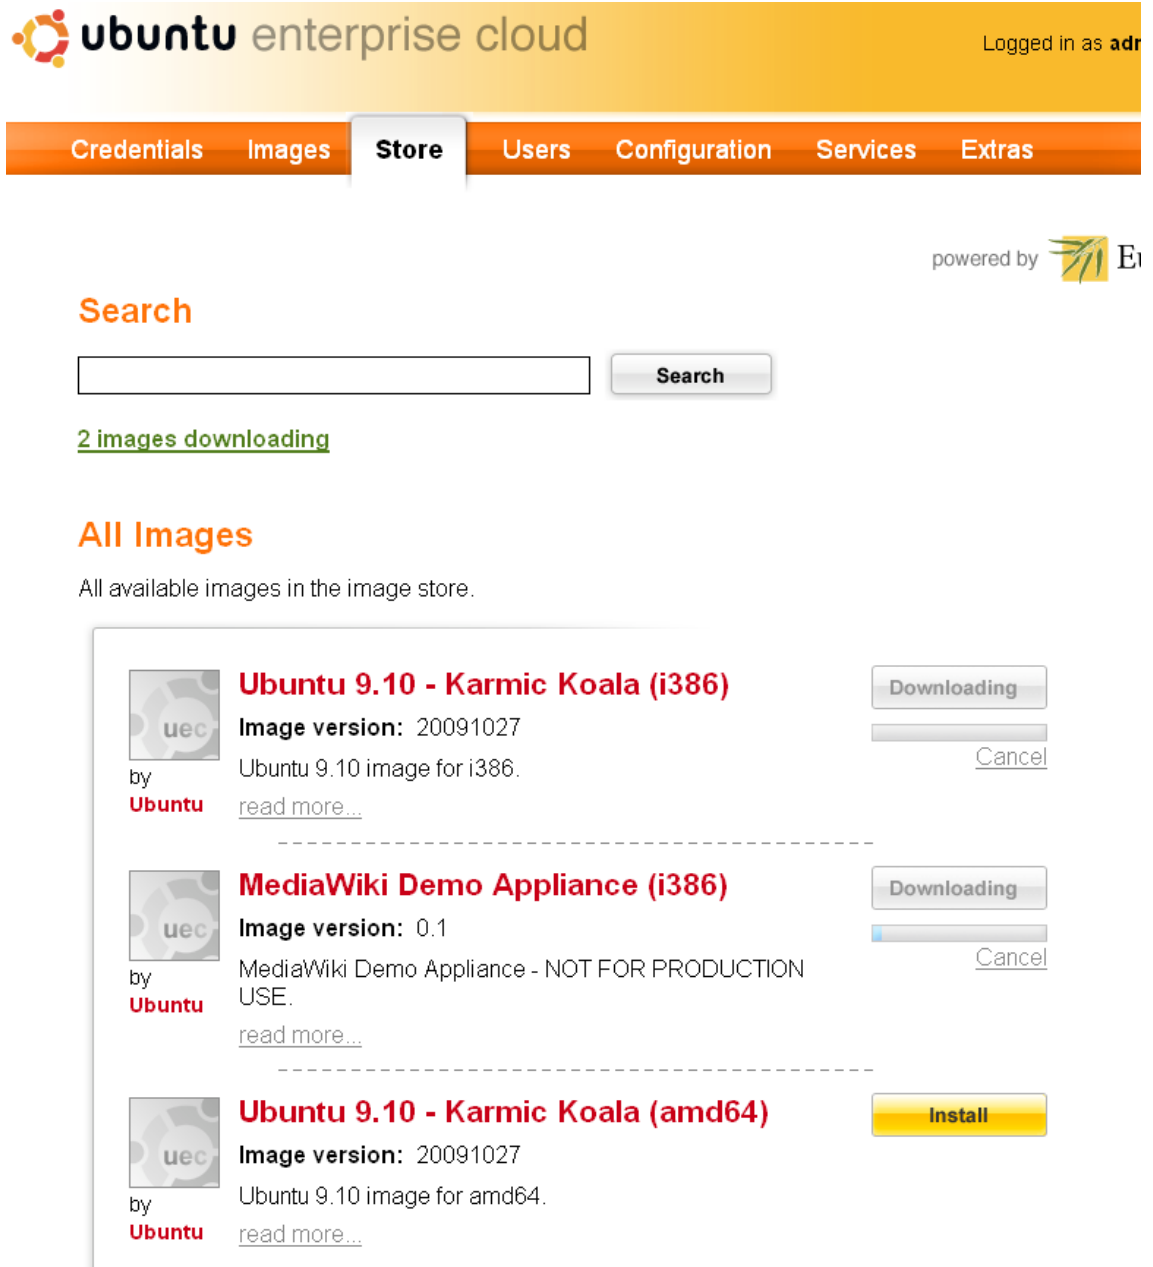 ubuntu enterprise cloud
Logged in as
Credentials Images Store Users Configuration Services Extras
powered by
Search
Search
2 images downloading
All Images
All available images in the image store.
uec
by
Ubuntu
Ubuntu 9.10 - Karmic Koala (i386)
Image version: 20091027
Ubuntu 9.10 image for i386.
read more...
Downloading
Cancel
uec
by
Ubuntu
MediaWiki Demo Appliance (i386)
Image version: 0.1
MediaWiki Demo Appliance - NOT FOR PRODUCTION
USE.
read more...
Downloading
Cancel
uec
by
Ubuntu
Ubuntu 9.10 - Karmic Koala (amd64)
Image version: 20091027
Ubuntu 9.10 image for amd64.
read more...
Install